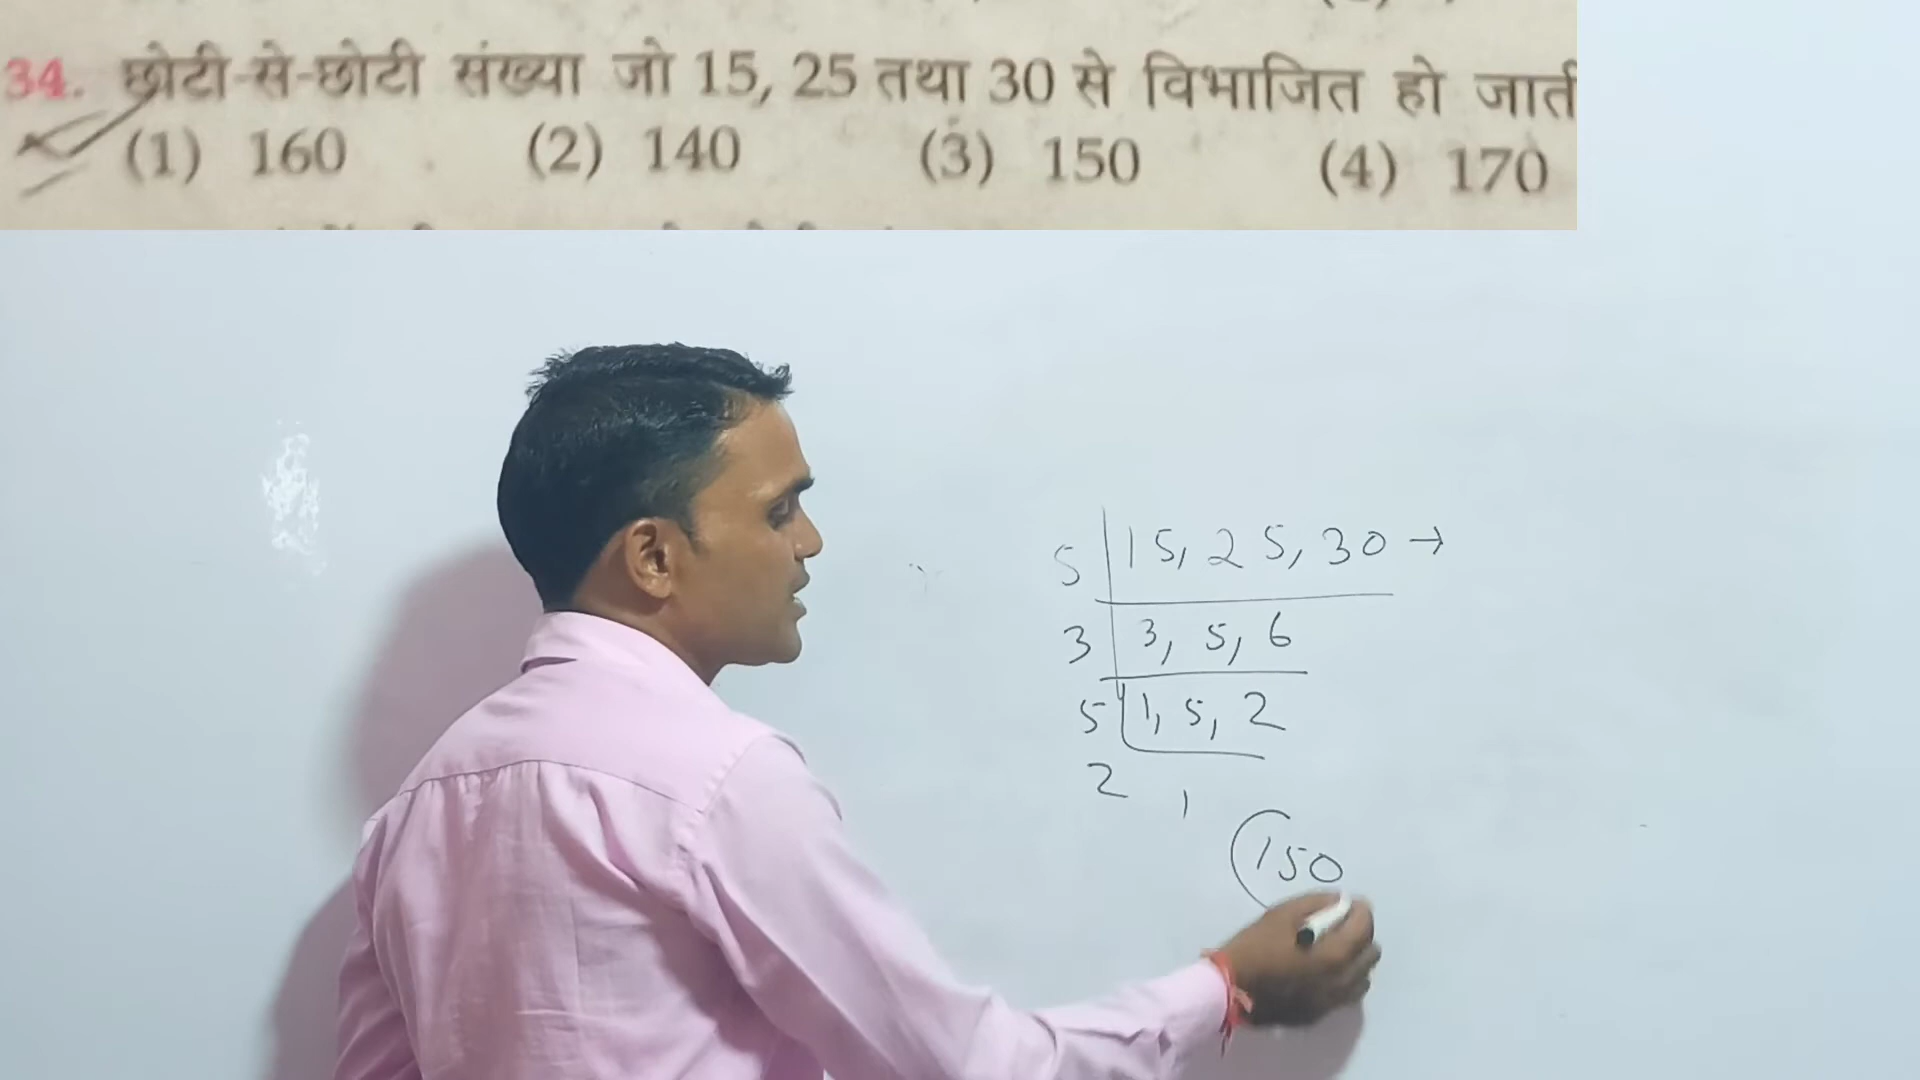 34. छोटी-से-छोटी संख्या जो 15, 25 तथा 30 से विभाजित हो
(1) 160 (2) 140 (3) 150 (4) 170
5 15, 25, 30 →
3 3, 5, 6
5 1, 5, 2
2 1
150